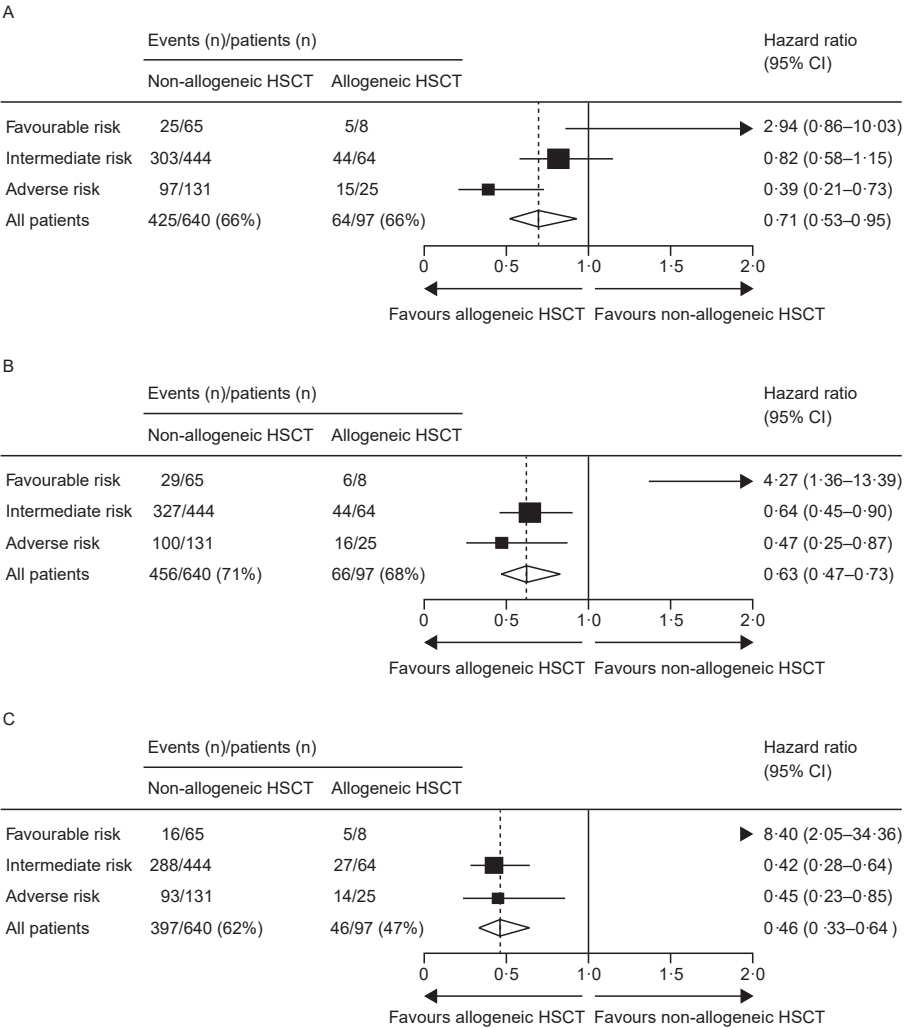 A
Events (n)/patients (n) Hazard ratio
(95% CI)
Non-allogeneic HSCT Allogeneic HSCT
Favourable risk 25/65 5/8 2·94 (0·86–10·03)
Intermediate risk 303/444 44/64 0·82 (0·58–1·15)
Adverse risk 97/131 15/25 0·39 (0·21–0·73)
All patients 425/640 (66%) 64/97 (66%) 0·71 (0·53–0·95)
0 0·5 1·0 1·5 2·0
Favours allogeneic HSCT Favours non-allogeneic HSCT
B
Events (n)/patients (n) Hazard ratio
(95% CI)
Non-allogeneic HSCT Allogeneic HSCT
Favourable risk 29/65 6/8 4·27 (1·36–13·39)
Intermediate risk 327/444 44/64 0·64 (0·45–0·90)
Adverse risk 100/131 16/25 0·47 (0·25–0·87)
All patients 456/640 (71%) 66/97 (68%) 0·63 (0·47–0·73)
0 0·5 1·0 1·5 2·0
Favours allogeneic HSCT Favours non-allogeneic HSCT
C
Events (n)/patients (n) Hazard ratio
(95% CI)
Non-allogeneic HSCT Allogeneic HSCT
Favourable risk 16/65 5/8 8·40 (2·05–34·36)
Intermediate risk 288/444 27/64 0·42 (0·28–0·64)
Adverse risk 93/131 14/25 0·45 (0·23–0·85)
All patients 397/640 (62%) 46/97 (47%) 0·46 (0 ·33–0·64 )
0 0·5 1·0 1·5 2·0
Favours allogeneic HSCT Favours non-allogeneic HSCT